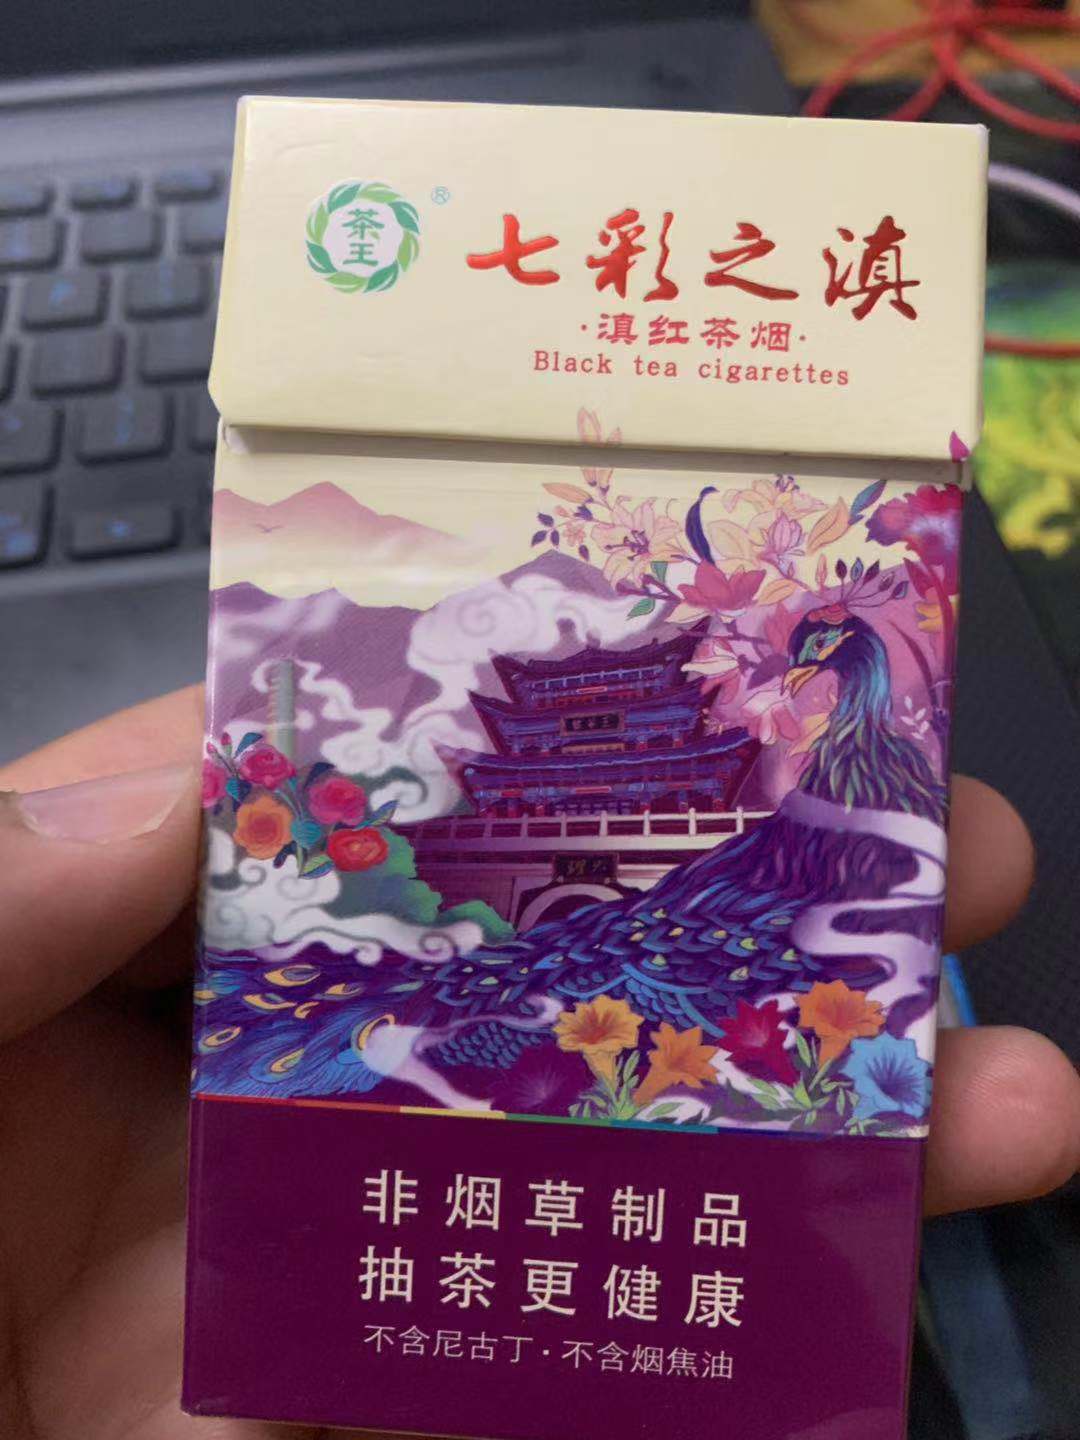 茶王®
七彩之滇
·滇红茶烟·
Black tea cigarettes
非烟草制品
抽茶更健康
不含尼古丁·不含烟焦油